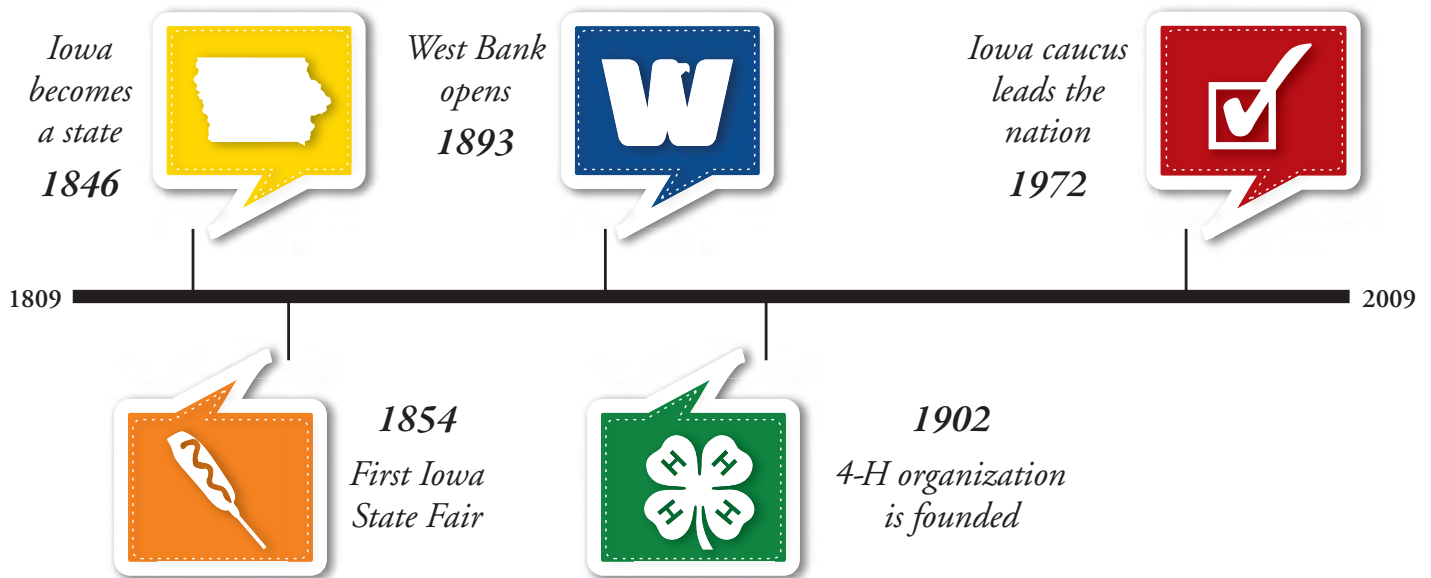 Iowa
becomes
a state
1846
West Bank
opens
1893
W
Iowa caucus
leads the
nation
1972
1809
2009
1854
First Iowa
State Fair
H H
H H
1902
4-H organization
is founded